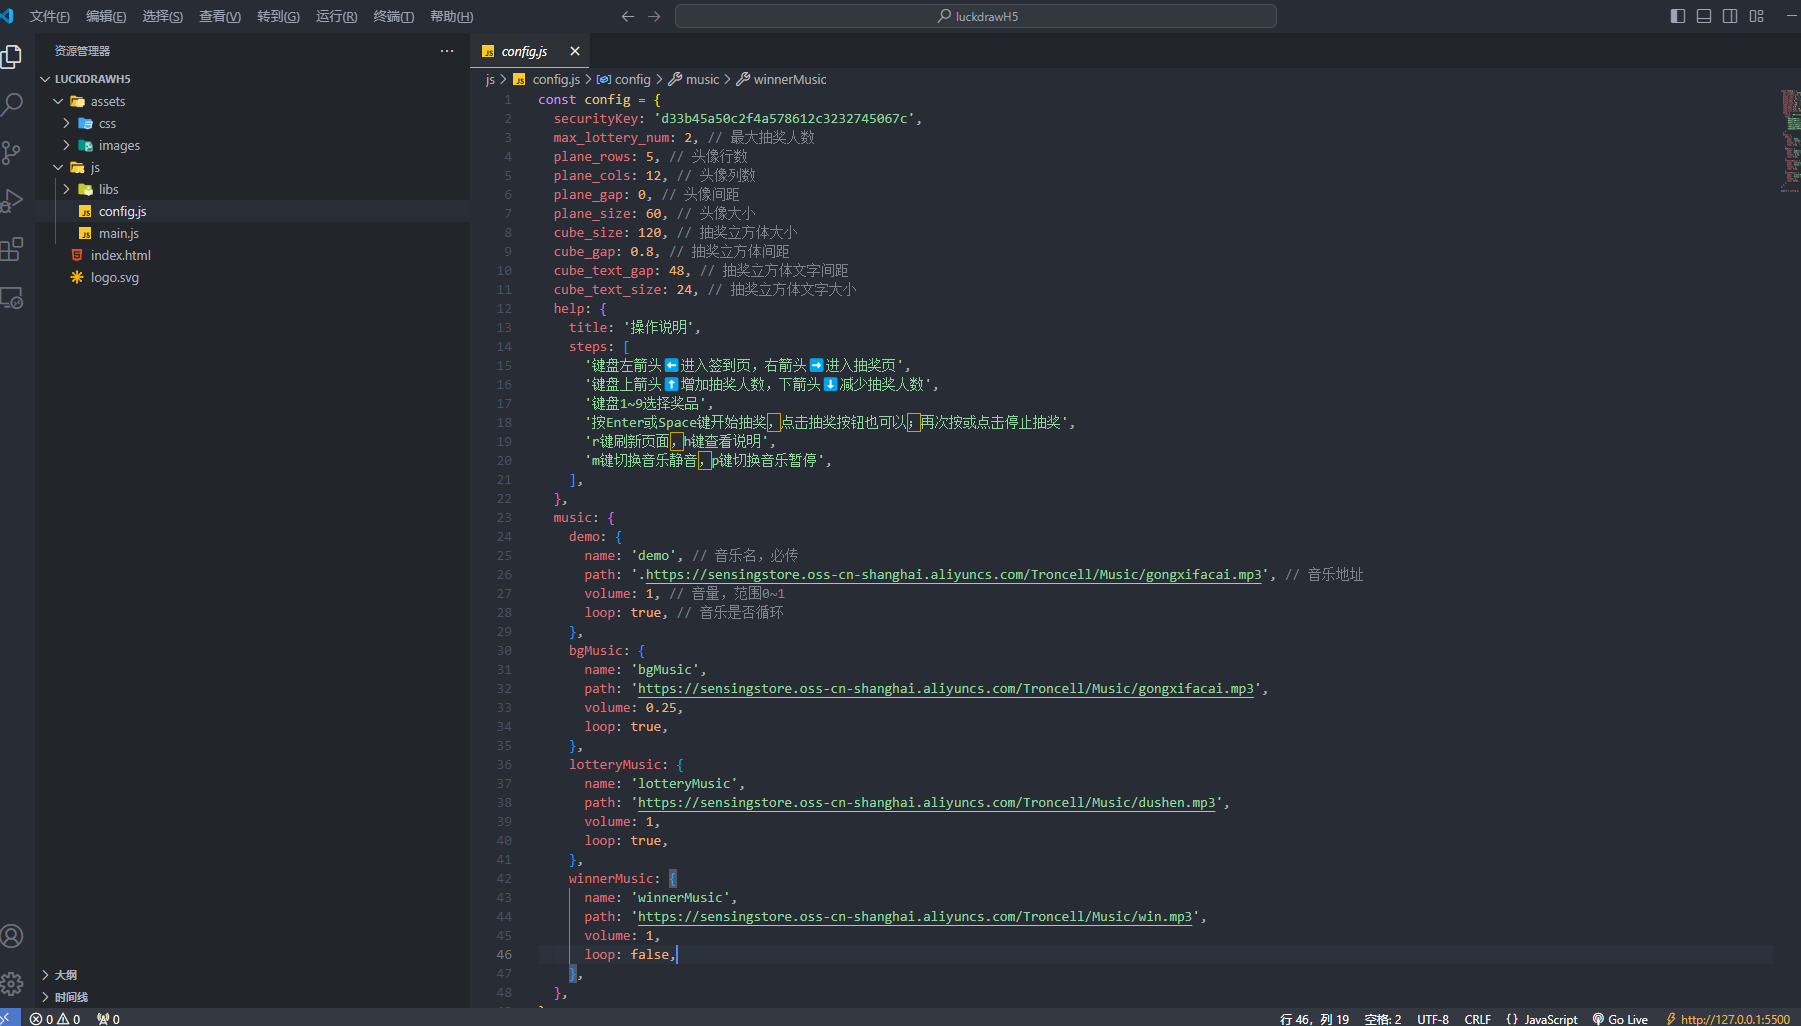 文件(F) 编辑(E) 选择(S) 查看(V) 转到(G) 运行(R) 终端(T) 帮助(H)
luckdrawH5
资源管理器
LUCKDRAWH5
assets
css
images
js
libs
config.js
main.js
index.html
logo.svg
大纲
时间线
config.js
js > config.js > config > music > winnerMusic
1 const config = {
2 securityKey: 'd33b45a50c2f4a578612c3232745067c',
3 max_lottery_num: 2, // 最大抽奖人数
4 plane_rows: 5, // 头像行数
5 plane_cols: 12, // 头像列数
6 plane_gap: 0, // 头像间距
7 plane_size: 60, // 头像大小
8 cube_size: 120, // 抽奖立方体大小
9 cube_gap: 0.8, // 抽奖立方体间距
10 cube_text_gap: 48, // 抽奖立方体文字间距
11 cube_text_size: 24, // 抽奖立方体文字大小
12 help: {
13 title: '操作说明',
14 steps: [
15 '键盘左箭头⬅️进入签到页，右箭头➡️进入抽奖页',
16 '键盘上箭头⬆️增加抽奖人数，下箭头⬇️减少抽奖人数',
17 '键盘1~9选择奖品',
18 '按Enter或Space键开始抽奖，点击抽奖按钮也可以；再次按或点击停止抽奖',
19 'r键刷新页面，h键查看说明',
20 'm键切换音乐静音，p键切换音乐暂停',
21 ],
22 },
23 music: {
24 demo: {
25 name: 'demo', // 音乐名，必传
26 path: '.https://sensingstore.oss-cn-shanghai.aliyuncs.com/Troncell/Music/gongxifacai.mp3', // 音乐地址
27 volume: 1, // 音量，范围0~1
28 loop: true, // 音乐是否循环
29 },
30 bgMusic: {
31 name: 'bgMusic',
32 path: 'https://sensingstore.oss-cn-shanghai.aliyuncs.com/Troncell/Music/gongxifacai.mp3',
33 volume: 0.25,
34 loop: true,
35 },
36 lotteryMusic: {
37 name: 'lotteryMusic',
38 path: 'https://sensingstore.oss-cn-shanghai.aliyuncs.com/Troncell/Music/dushen.mp3',
39 volume: 1,
40 loop: true,
41 },
42 winnerMusic: {
43 name: 'winnerMusic',
44 path: 'https://sensingstore.oss-cn-shanghai.aliyuncs.com/Troncell/Music/win.mp3',
45 volume: 1,
46 loop: false,
47 },
48 },
0 0 0 行 46，列 19 空格: 2 UTF-8 CRLF {} JavaScript Go Live http://127.0.0.1:5500